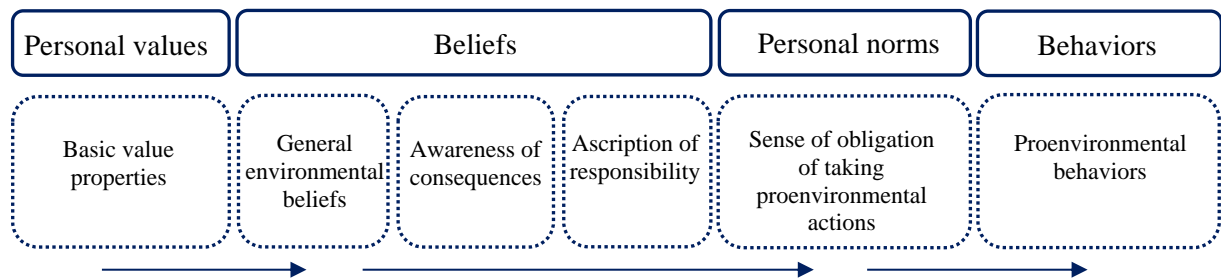 Personal values
Beliefs
Personal norms
Behaviors
Basic value
properties
General
environmental
beliefs
Awareness of
consequences
Ascription of
responsibility
Sense of obligation
of taking
proenvironmental
actions
Proenvironmental
behaviors